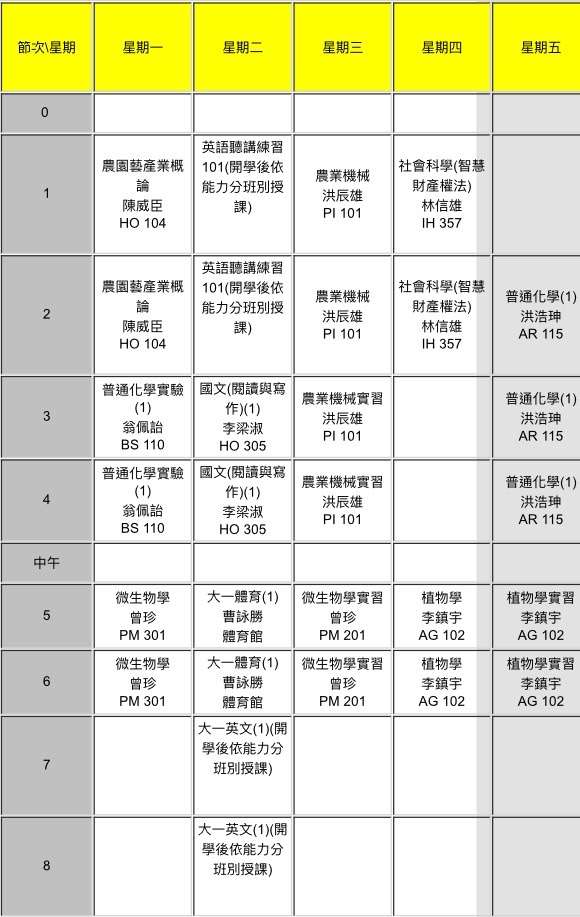 節次\星期 星期一 星期二 星期三 星期四 星期五
0
1
農園藝產業概
論
陳威臣
HO 104
英語聽講練習
101(開學後依
能力分班別授
課)
農業機械
洪辰雄
PI 101
社會科學(智慧
財產權法)
林信雄
IH 357
2
農園藝產業概
論
陳威臣
HO 104
英語聽講練習
101(開學後依
能力分班別授
課)
農業機械
洪辰雄
PI 101
社會科學(智慧
財產權法)
林信雄
IH 357
普通化學(1)
洪浩珅
AR 115
3
普通化學實驗
(1)
翁佩詒
BS 110
國文(閱讀與寫
作)(1)
李梁淑
HO 305
農業機械實習
洪辰雄
PI 101
普通化學(1)
洪浩珅
AR 115
4
普通化學實驗
(1)
翁佩詒
BS 110
國文(閱讀與寫
作)(1)
李梁淑
HO 305
農業機械實習
洪辰雄
PI 101
普通化學(1)
洪浩珅
AR 115
中午
5
微生物學
曾珍
PM 301
大一體育(1)
曹詠勝
體育館
微生物學實習
曾珍
PM 201
植物學
李鎮宇
AG 102
植物學實習
李鎮宇
AG 102
6
微生物學
曾珍
PM 301
大一體育(1)
曹詠勝
體育館
微生物學實習
曾珍
PM 201
植物學
李鎮宇
AG 102
植物學實習
李鎮宇
AG 102
7
大一英文(1)(開
學後依能力分
班別授課)
8
大一英文(1)(開
學後依能力分
班別授課)